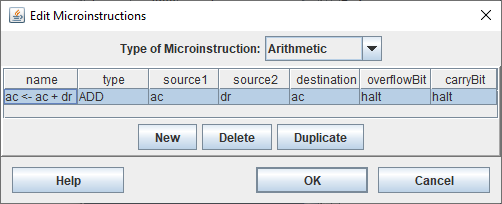 Edit Microinstructions
Type of Microinstruction: Arithmetic
name type source1 source2 destination overflowBit carryBit
ac <- ac + dr ADD ac dr ac halt halt
New Delete Duplicate
Help OK Cancel